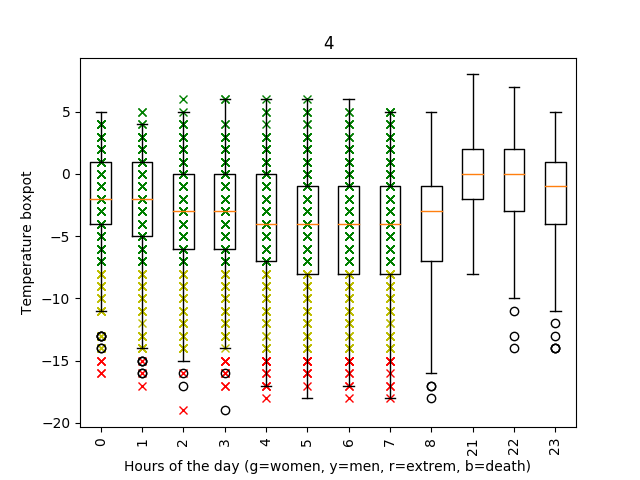 4
Temperature boxpot
5
0
−5
−10
−15
−20
0 1 2 3 4 5 6 7 8 21 22 23
Hours of the day (g=women, y=men, r=extrem, b=death)